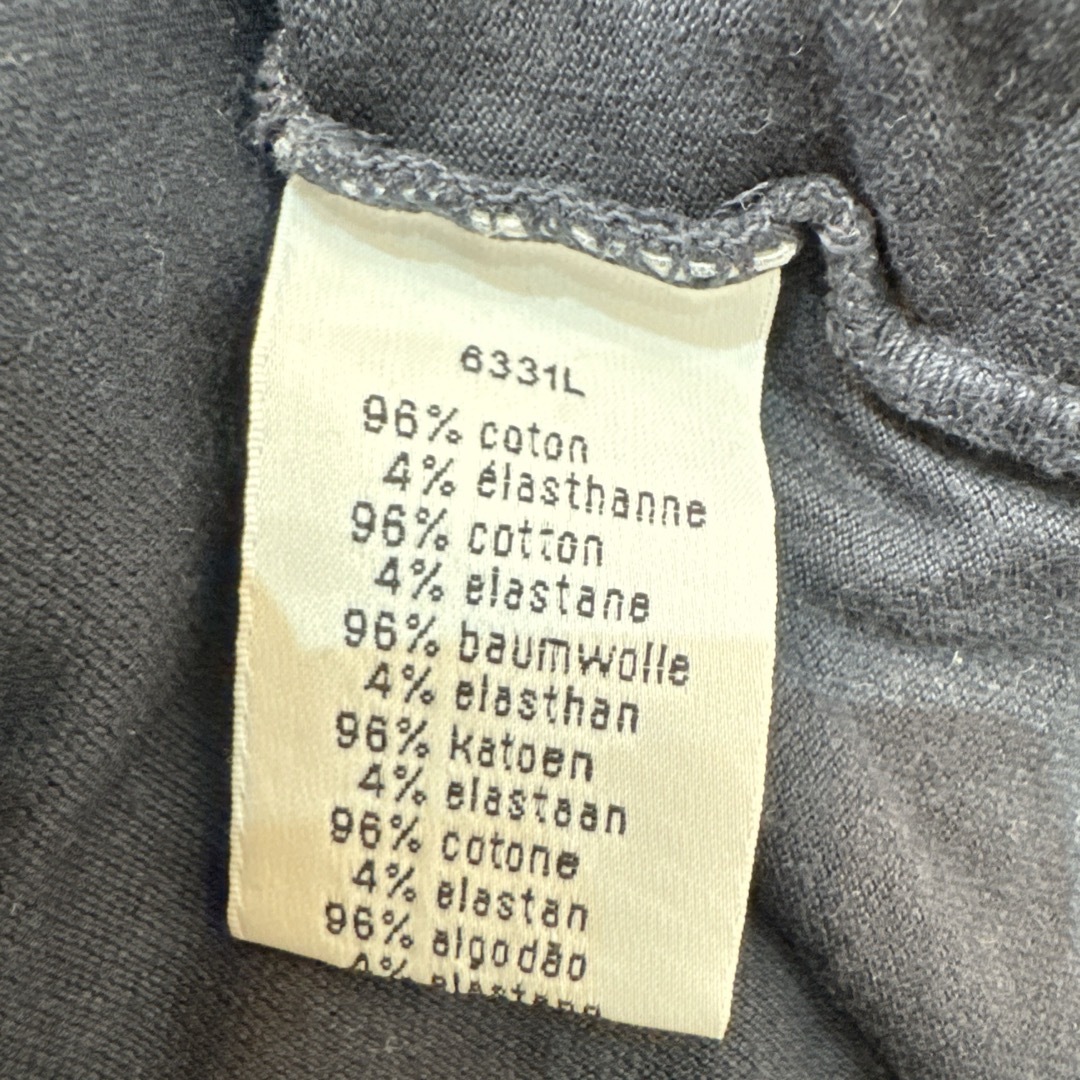 6331L
96% coton
4% élasthanne
96% cotton
4% elastane
96% baumwolle
4% elasthan
96% katoen
4% elastaan
96% cotone
4% elastan
96% algodão
4%